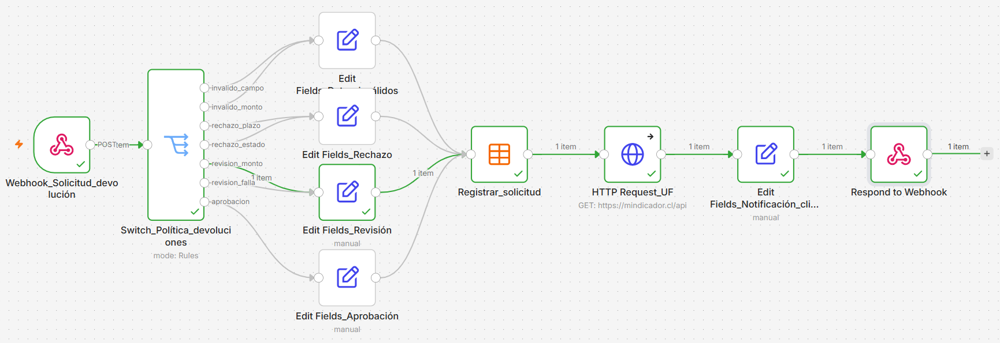 Edit
Fields_
invalido_campo
invalido_monto
rechazo_plazo
rechazo_estado
revision_monto
revision_falla
aprobacion
POST
1 item
Webhook_Solicitud_devo
lución
Switch_Política_devoluci
ones
mode: Rules
Edit Fields_Rechazo
Edit Fields_Revisión
manual
Edit Fields_Aprobación
manual
1 item
Registrar_solicitud
1 item
HTTP Request_UF
GET: https://mindicador.cl/api
1 item
Edit
Fields_Notificación_cli...
manual
1 item
Respond to Webhook
1 item
+